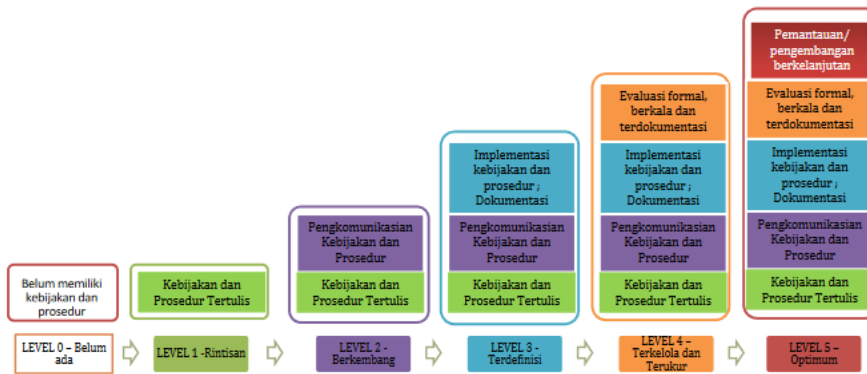 Belum memiliki
kebijakan dan
prosedur
LEVEL 0 – Belum
ada
Kebijakan dan
Prosedur Tertulis
LEVEL 1 -Rintisan
Pengkomunikasian
Kebijakan dan
Prosedur
Kebijakan dan
Prosedur Tertulis
LEVEL 2 -
Berkembang
Implementasi
kebijakan dan
prosedur ;
Dokumentasi
Pengkomunikasian
Kebijakan dan
Prosedur
Kebijakan dan
Prosedur Tertulis
LEVEL 3 -
Terdefinisi
Evaluasi formal,
berkala dan
terdokumentasi
Implementasi
kebijakan dan
prosedur ;
Dokumentasi
Pengkomunikasian
Kebijakan dan
Prosedur
Kebijakan dan
Prosedur Tertulis
LEVEL 4 –
Terkelola dan
Terukur
Pemantauan/
pengembangan
berkelanjutan
Evaluasi formal,
berkala dan
terdokumentasi
Implementasi
kebijakan dan
prosedur ;
Dokumentasi
Pengkomunikasian
Kebijakan dan
Prosedur
Kebijakan dan
Prosedur Tertulis
LEVEL 5 –
Optimum